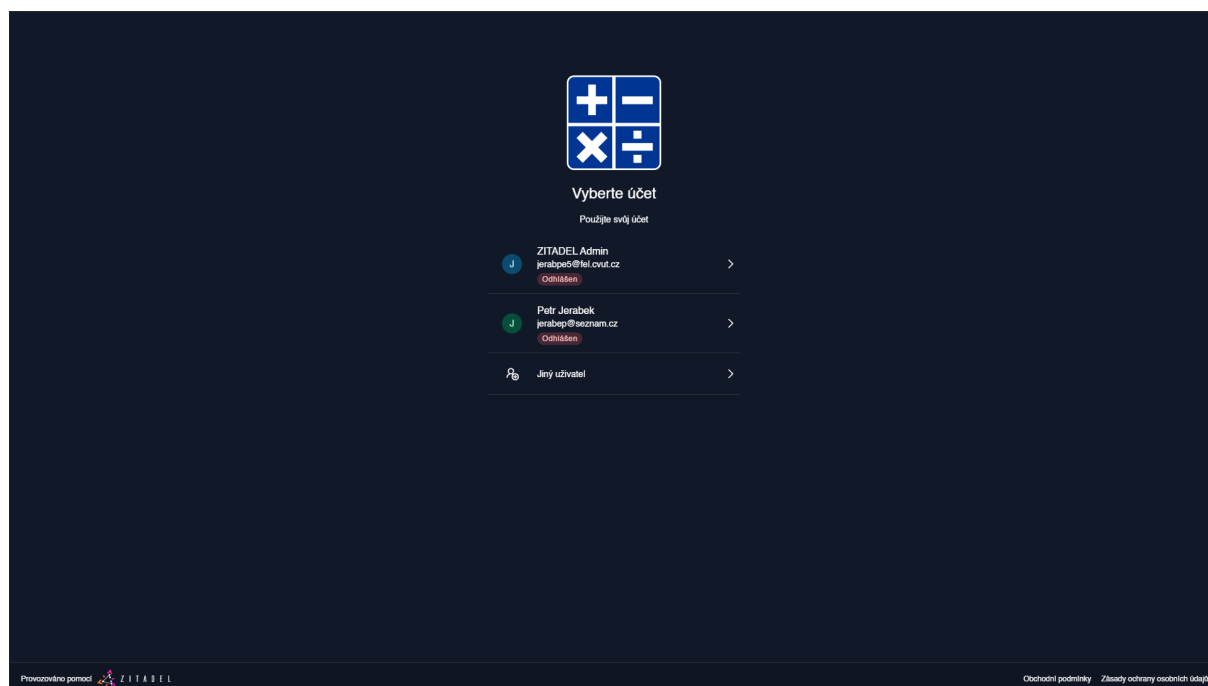 Vyberte účet
Použijte svůj účet
J
ZITADEL Admin
jerabpe5@fel.cvut.cz
Odhlášen
J
Petr Jerabek
jerabep@seznam.cz
Odhlášen
Jiný uživatel
Provozováno pomocí ZITADEL
Obchodní podmínky Zásady ochrany osobních údajů